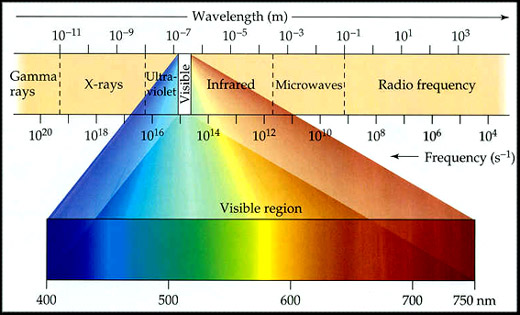 Wavelength (m)
10⁻¹¹ 10⁻⁹ 10⁻⁷ 10⁻⁵ 10⁻³ 10⁻¹ 10¹ 10³
Gamma rays X-rays Ultra-violet Visible Infrared Microwaves Radio frequency
10²⁰ 10¹⁸ 10¹⁶ 10¹⁴ 10¹² 10¹⁰ 10⁸ 10⁶ 10⁴
← Frequency (s⁻¹)
Visible region
400 500 600 700 750 nm